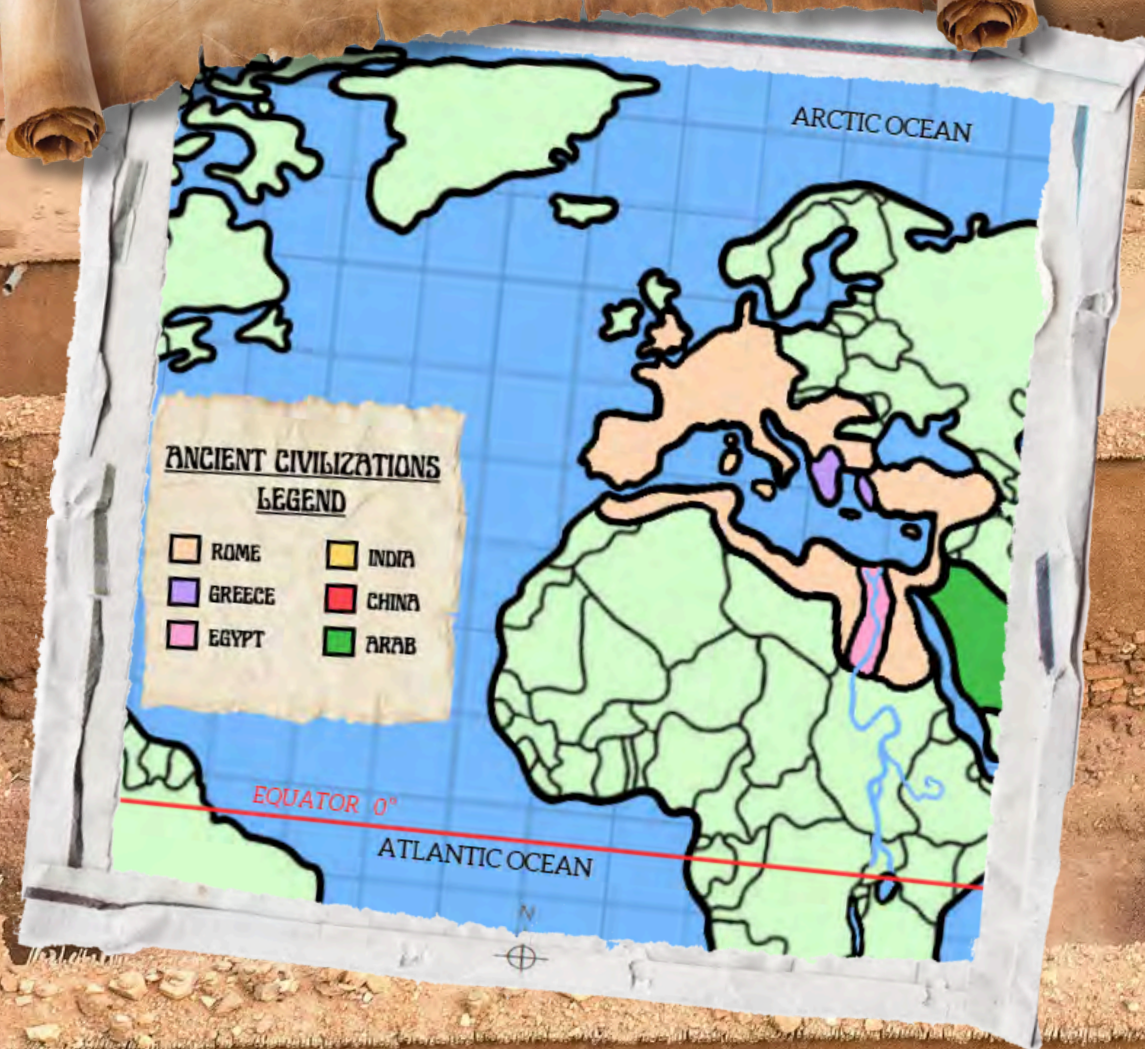 ARCTIC OCEAN
ANCIENT CIVILIZATIONS
LEGEND
ROME
INDIA
GREECE
CHINA
EGYPT
ARAB
EQUATOR 0°
ATLANTIC OCEAN
N